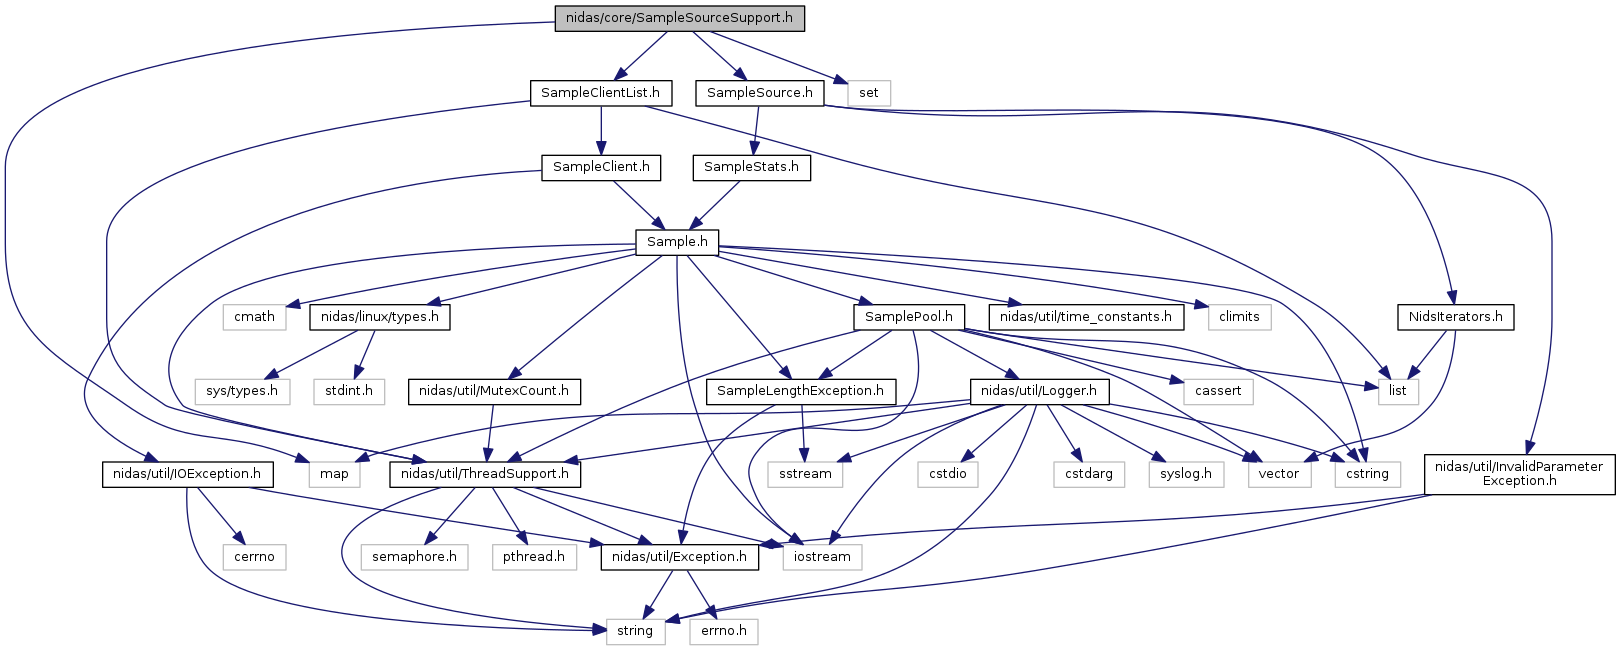 nidas/core/SampleSourceSupport.h
SampleClientList.h
SampleSource.h
set
SampleClient.h
SampleStats.h
Sample.h
cmath
nidas/linux/types.h
SamplePool.h
nidas/util/time_constants.h
climits
NidsIterators.h
sys/types.h
stdint.h
nidas/util/MutexCount.h
SampleLengthException.h
nidas/util/Logger.h
cassert
list
nidas/util/IOException.h
map
nidas/util/ThreadSupport.h
sstream
cstdio
cstdarg
syslog.h
vector
cstring
nidas/util/InvalidParameter
Exception.h
cerrno
semaphore.h
pthread.h
nidas/util/Exception.h
iostream
string
errno.h